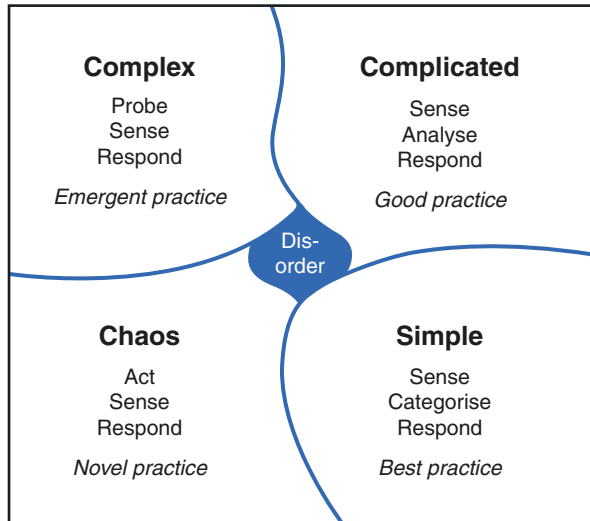 Complex
Probe
Sense
Respond
Emergent practice
Complicated
Sense
Analyse
Respond
Good practice
Dis-
order
Chaos
Act
Sense
Respond
Novel practice
Simple
Sense
Categorise
Respond
Best practice